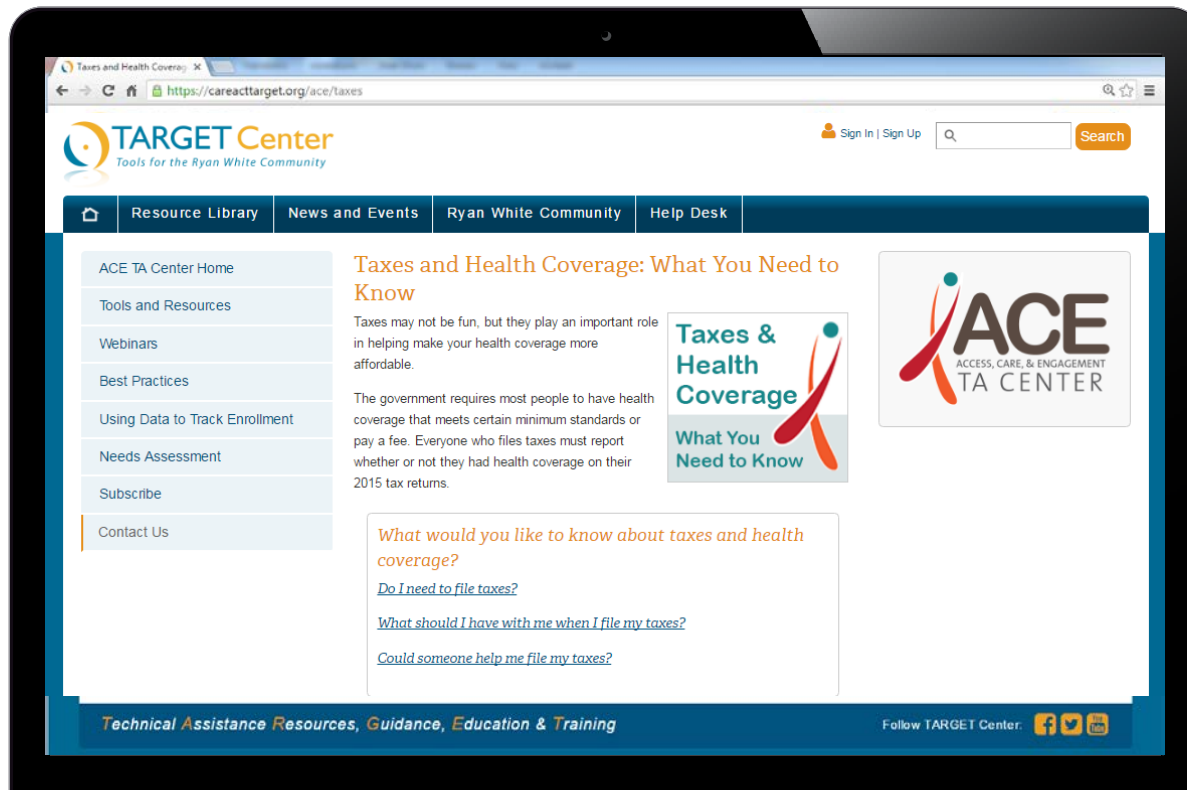 Taxes and Health Coverag
https://careacttarget.org/ace/taxes
TARGET Center
Tools for the Ryan White Community
Sign In | Sign Up
Search
Resource Library
News and Events
Ryan White Community
Help Desk
ACE TA Center Home
Tools and Resources
Webinars
Best Practices
Using Data to Track Enrollment
Needs Assessment
Subscribe
Contact Us
Taxes and Health Coverage: What You Need to
Know
Taxes may not be fun, but they play an important role
in helping make your health coverage more
affordable.
The government requires most people to have health
coverage that meets certain minimum standards or
pay a fee. Everyone who files taxes must report
whether or not they had health coverage on their
2015 tax returns.
Taxes &
Health
Coverage
What You
Need to Know
ACE
ACCESS, CARE, & ENGAGEMENT
TA CENTER
What would you like to know about taxes and health
coverage?
Do I need to file taxes?
What should I have with me when I file my taxes?
Could someone help me file my taxes?
Technical Assistance Resources, Guidance, Education & Training
Follow TARGET Center:
You
Tube